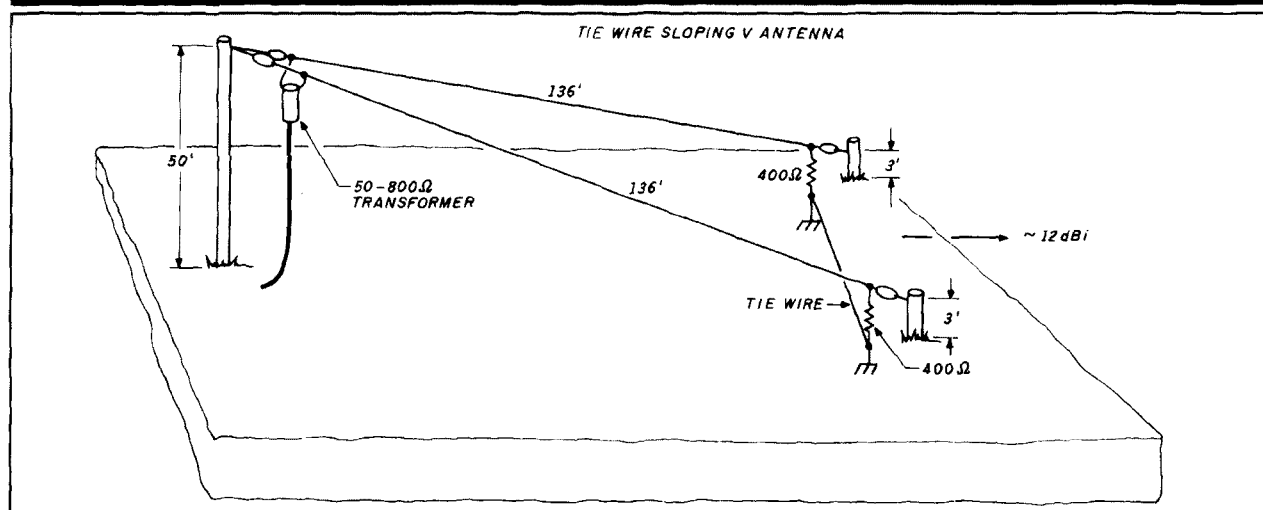 TIE WIRE SLOPING V ANTENNA
136'
50'
400Ω
3'
136'
50-800Ω
TRANSFORMER
~ 12dBi
TIE WIRE
3'
400Ω